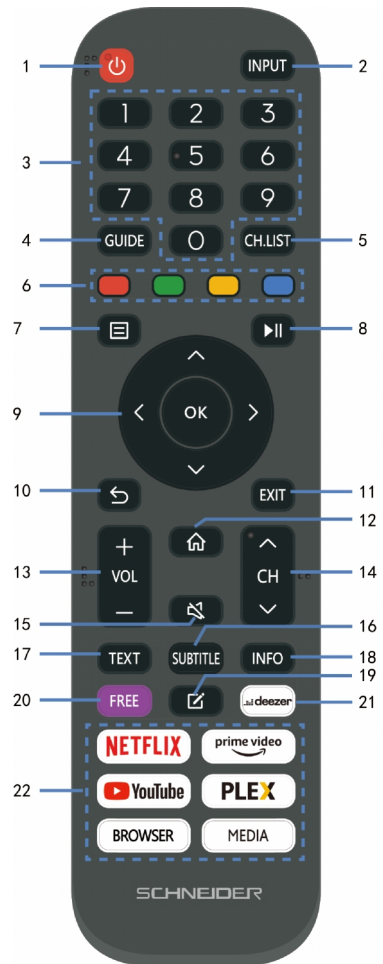 1
INPUT
2
1 2 3
3
4 5 6
7 8 9
4
GUIDE
0
CH.LIST
5
6
7
8
9
OK
10
EXIT
11
12
13
+
VOL
−
CH
14
15
16
17
TEXT
SUBTITLE
INFO
18
19
20
FREE
deezer
21
NETFLIX
prime video
22
YouTube
PLEX
BROWSER
MEDIA
SCHNEIDER